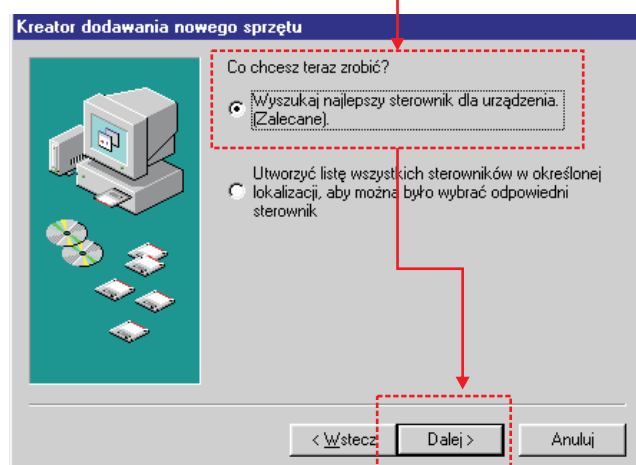 Kreator dodawania nowego sprzętu
Co chcesz teraz zrobić?
Wyszukaj najlepszy sterownik dla urządzenia.
(Zalecane).
Utworzyć listę wszystkich sterowników w określonej
lokalizacji, aby można było wybrać odpowiedni
sterownik
< Wstecz
Dalej >
Anuluj